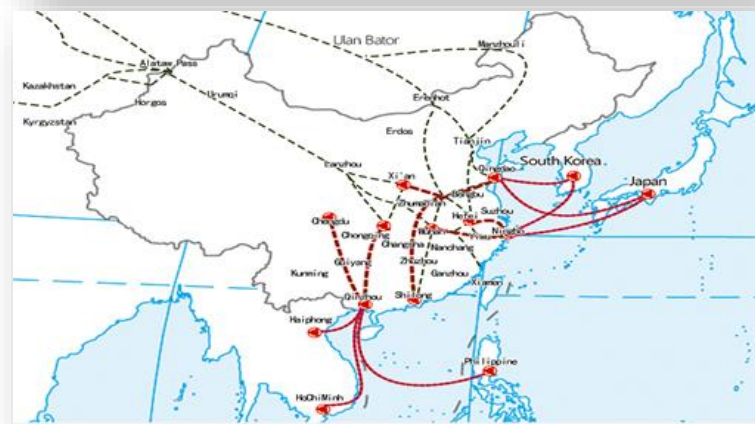 Ulan Bator
Manzhouli
Alataw Pass
Kazakhstan
Urumqi
Horgos
Erenhot
Kyrgyzstan
Erdos
Tianjin
Lanzhou
Qingdao
South Korea
Xi'an
Japan
Bengbu
Zhumadian
Suzhou
Hefei
Chengdu
Chongqing
Wuhan
Ningbo
Changsha
Nanchang
Guiyang
Zhuzhou
Kunming
Ganzhou
Xiamen
Qinzhou
Shilong
Haiphong
Philippine
HoChiMinh